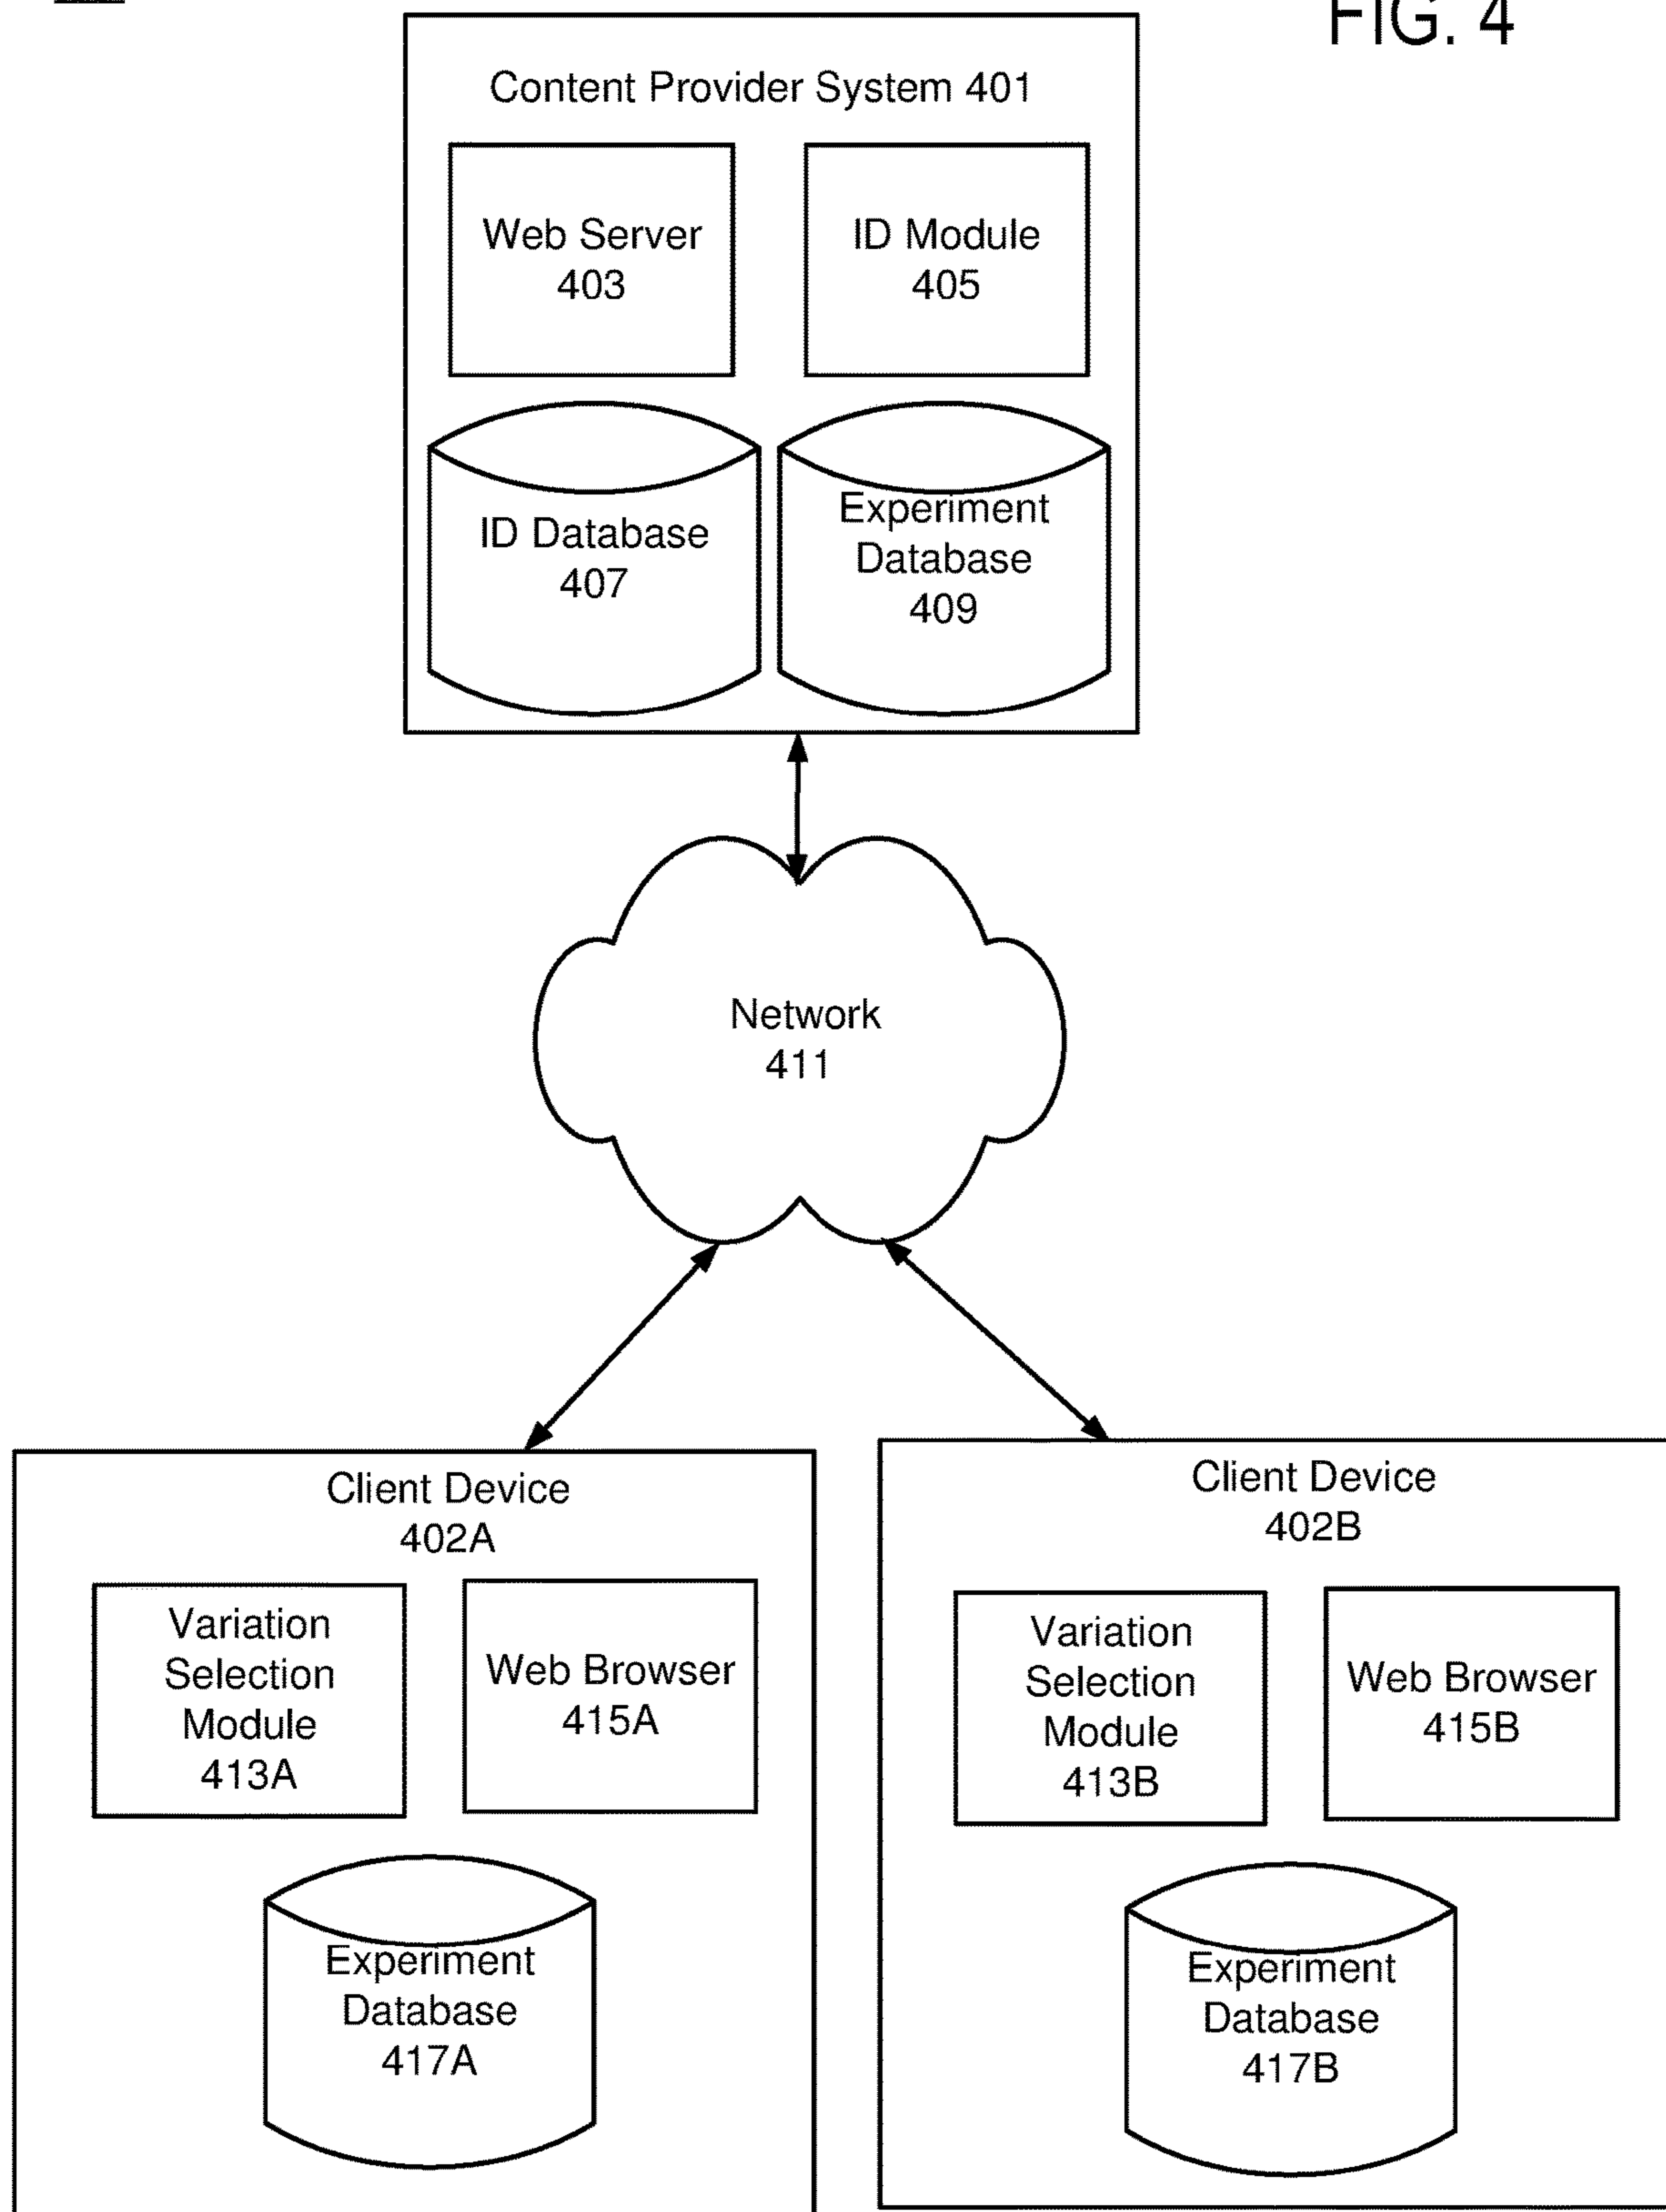 FIG. 4
Content Provider System 401
Web Server
403
ID Module
405
ID Database
407
Experiment
Database
409
Network
411
Client Device
402A
Variation
Selection
Module
413A
Web Browser
415A
Experiment
Database
417A
Client Device
402B
Variation
Selection
Module
413B
Web Browser
415B
Experiment
Database
417B